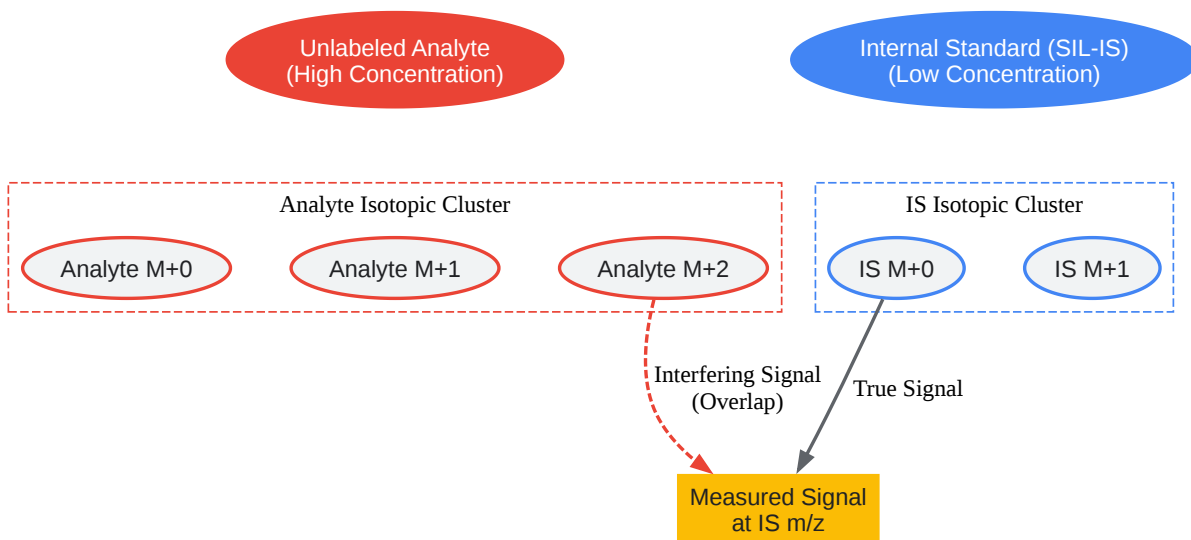 Unlabeled Analyte
(High Concentration)
Internal Standard (SIL-IS)
(Low Concentration)
Analyte Isotopic Cluster
IS Isotopic Cluster
Analyte M+0
Analyte M+1
Analyte M+2
IS M+0
IS M+1
Interfering Signal
(Overlap)
True Signal
Measured Signal
at IS m/z